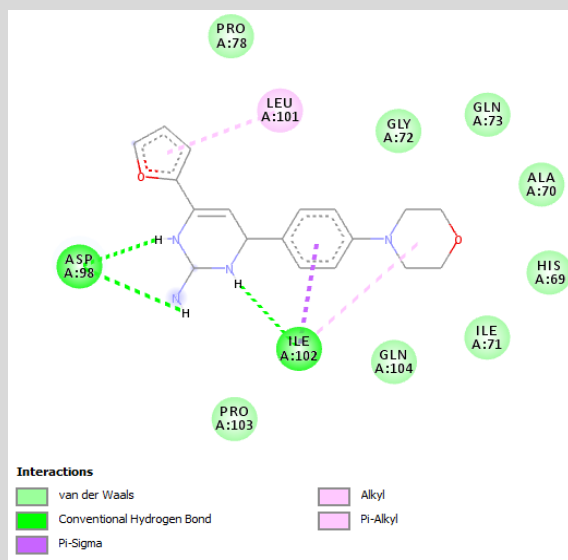 PRO
A:78
LEU
A:101
GLY
A:72
GLN
A:73
ALA
A:70
O
H
N
N
O
HIS
A:69
ASP
A:98
N
N
H
H
ILE
A:102
GLN
A:104
ILE
A:71
PRO
A:103
Interactions
van der Waals
Conventional Hydrogen Bond
Pi-Sigma
Alkyl
Pi-Alkyl